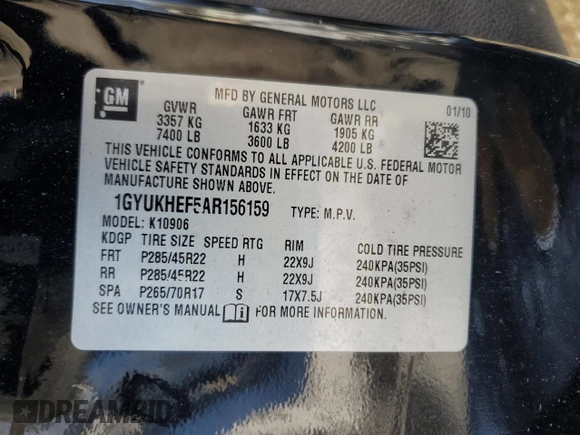 GM
MFD BY GENERAL MOTORS LLC
01/10
GVWR GAWR FRT GAWR RR
3357 KG 1633 KG 1905 KG
7400 LB 3600 LB 4200 LB
THIS VEHICLE CONFORMS TO ALL APPLICABLE U.S. FEDERAL MOTOR
VEHICLE SAFETY STANDARDS IN EFFECT ON THE DATE OF
MANUFACTURE SHOWN ABOVE.
1GYUKHEF5AR156159 TYPE: M.P.V.
MODEL: K10906
KDGP TIRE SIZE SPEED RTG RIM COLD TIRE PRESSURE
FRT P285/45R22 H 22X9J 240KPA(35PSI)
RR P285/45R22 H 22X9J 240KPA(35PSI)
SPA P265/70R17 S 17X7.5J 240KPA(35PSI)
SEE OWNER'S MANUAL FOR MORE INFORMATION.
DREAMBID